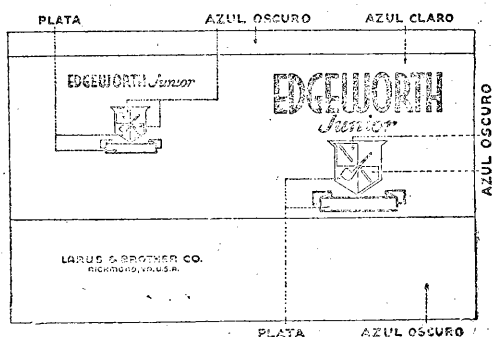 PLATA AZUL OSCURO AZUL CLARO
EDGEWORTH Junior
EDGEWORTH
Junior
AZUL OSCURO
LARUS & BROTHER CO.
RICHMOND, VA. U.S.A.
PLATA AZUL OSCURO